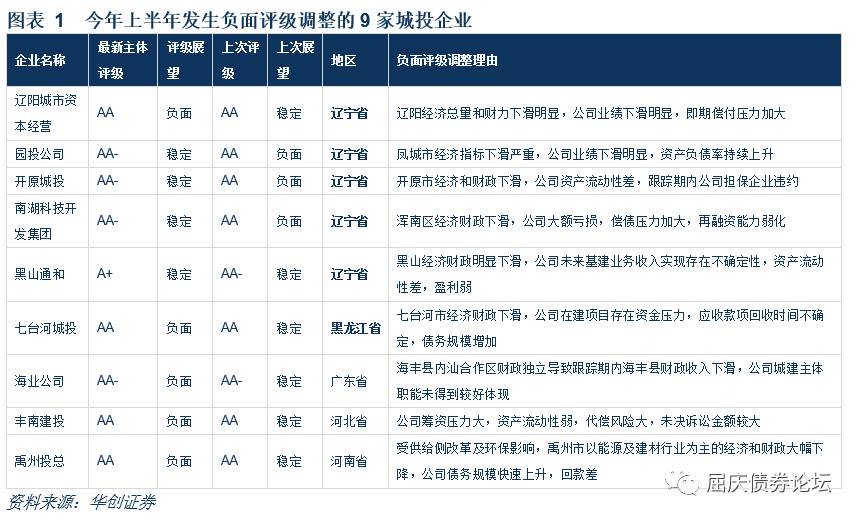 图表 1 今年上半年发生负面评级调整的 9 家城投企业
企业名称 最新主体评级 评级展望 上次评级 上次展望 地区 负面评级调整理由
辽阳城市资本经营 AA 负面 AA 稳定 辽宁省 辽阳经济总量和财力下滑明显，公司业绩下滑明显，即期偿付压力加大
园投公司 AA- 稳定 AA 负面 辽宁省 凤城市经济指标下滑严重，公司业绩下滑明显，资产负债率持续上升
开原城投 AA- 稳定 AA 负面 辽宁省 开原市经济和财政下滑，公司资产流动性差，跟踪期内公司担保企业违约
南湖科技开发集团 AA- 稳定 AA 负面 辽宁省 浑南区经济财政下滑，公司大额亏损，偿债压力加大，再融资能力弱化
黑山通和 A+ 稳定 AA- 稳定 辽宁省 黑山经济财政明显下滑，公司未来基建业务收入实现存在不确定性，资产流动性差，盈利弱
七台河城投 AA 负面 AA 稳定 黑龙江省 七台河市经济财政下滑，公司在建项目存在资金压力，应收款项回收时间不确定，债务规模增加
海业公司 AA- 负面 AA- 稳定 广东省 海丰县内汕合作区财政独立导致跟踪期内海丰县财政收入下滑，公司城建主体职能未得到较好体现
丰南建投 AA 负面 AA 稳定 河北省 公司筹资压力大，资产流动性弱，代偿风险大，未决诉讼金额较大
禹州投总 AA 负面 AA 稳定 河南省 受供给侧改革及环保影响，禹州市以能源及建材行业为主的经济和财政大幅下降，公司债务规模快速上升，回款差
资料来源：华创证券
屈庆债券论坛